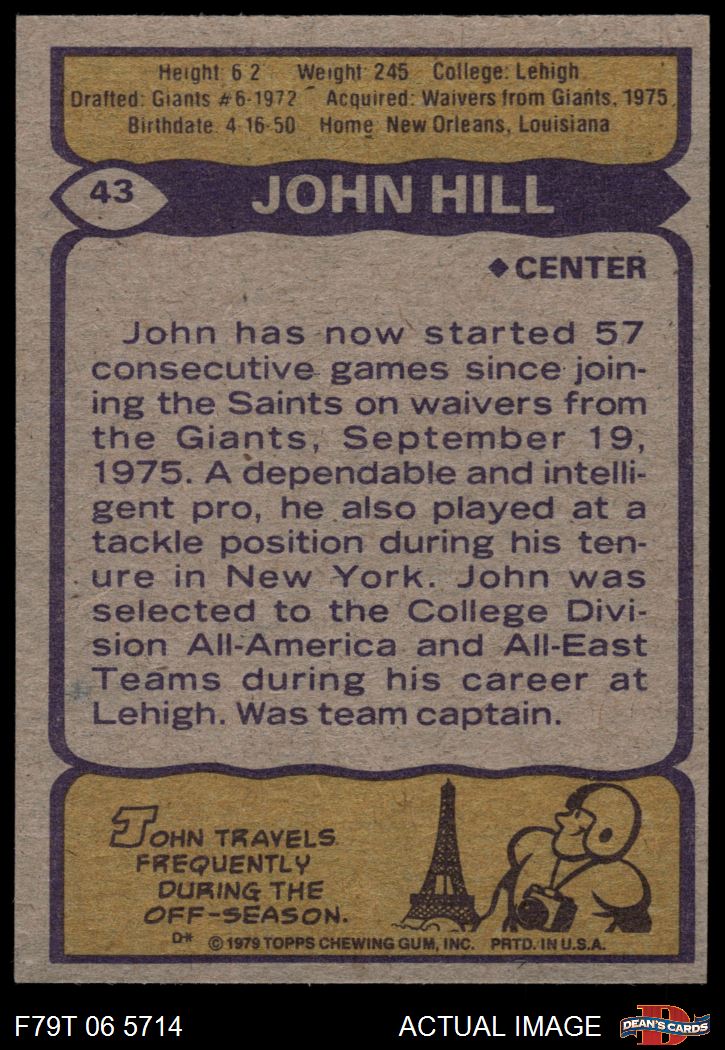 Height 6 2 Weight 245 College: Lehigh
Drafted: Giants #6-1972 Acquired: Waivers from Giants, 1975
Birthdate 4-16-50 Home New Orleans, Louisiana
43 JOHN HILL
◆CENTER
John has now started 57
consecutive games since join-
ing the Saints on waivers from
the Giants, September 19,
1975. A dependable and intelli-
gent pro, he also played at a
tackle position during his ten-
ure in New York. John was
selected to the College Divi-
sion All-America and All-East
Teams during his career at
Lehigh. Was team captain.
JOHN TRAVELS
FREQUENTLY
DURING THE
OFF-SEASON.
D* © 1979 TOPPS CHEWING GUM, INC. PRTD. IN U.S.A.
F79T 06 5714 ACTUAL IMAGE D DEAN'S CARDS